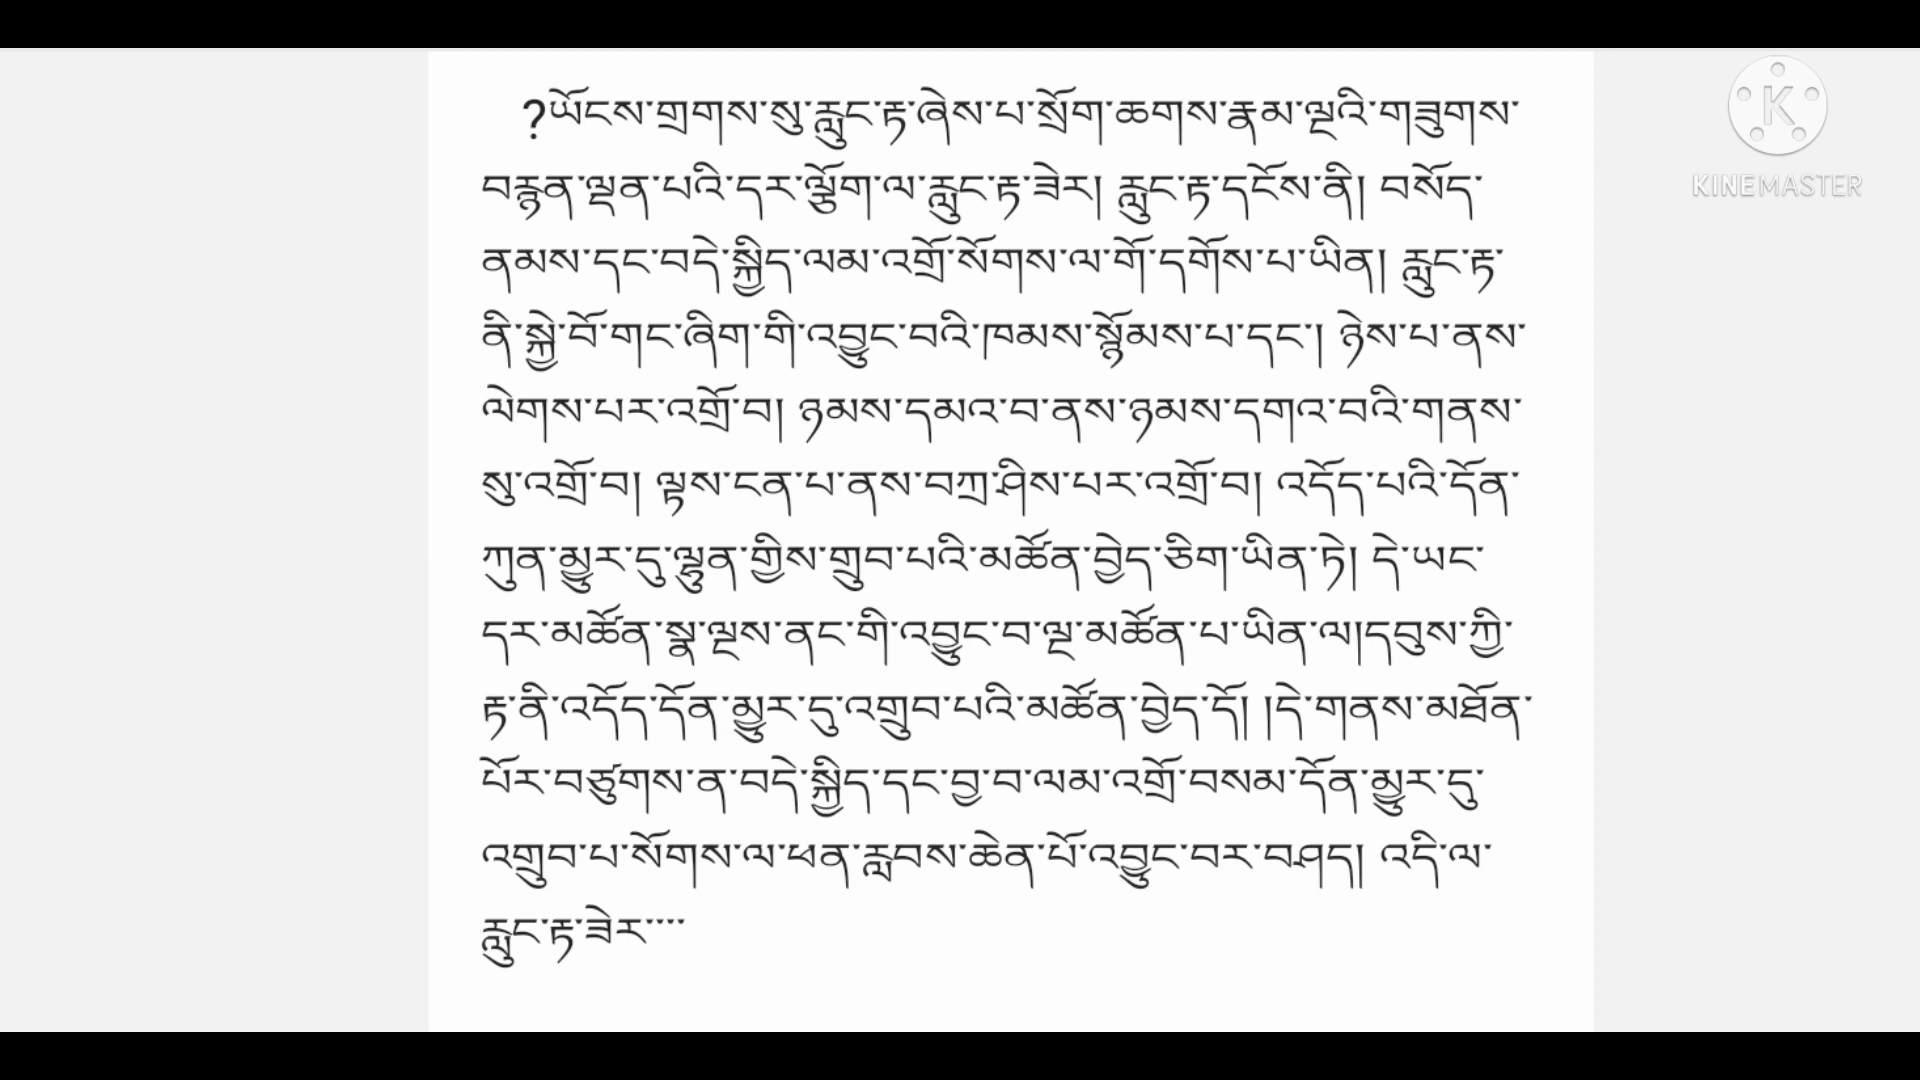 ?ཡོངས་གྲགས་སུ་རླུང་རྟ་ཞེས་པ་སྲོག་ཆགས་རྣམ་ལྔའི་གཟུགས་
བརྙན་ལྡན་པའི་དར་ལྕོག་ལ་རླུང་རྟ་ཟེར། རླུང་རྟ་དངོས་ནི། བསོད་
ནམས་དང་བདེ་སྐྱིད་ལམ་འགྲོ་སོགས་ལ་གོ་དགོས་པ་ཡིན། རླུང་རྟ་
ནི་སྐྱེ་བོ་གང་ཞིག་གི་འབྱུང་བའི་ཁམས་སྙོམས་པ་དང་། ཉེས་པ་ནས་
ལེགས་པར་འགྲོ་བ། ཉམས་དམའ་བ་ནས་ཉམས་དགའ་བའི་གནས་
སུ་འགྲོ་བ། ལྟས་ངན་པ་ནས་བཀྲ་ཤིས་པར་འགྲོ་བ། འདོད་པའི་དོན་
ཀུན་མྱུར་དུ་ལྷུན་གྱིས་གྲུབ་པའི་མཚོན་བྱེད་ཅིག་ཡིན་ཏེ། དེ་ཡང་
དར་མཚོན་སྣ་ལྔས་ནང་གི་འབྱུང་བ་ལྔ་མཚོན་པ་ཡིན་ལ།དབུས་ཀྱི་
རྟ་ནི་འདོད་དོན་མྱུར་དུ་འགྲུབ་པའི་མཚོན་བྱེད་དོ། །དེ་གནས་མཐོན་
པོར་བཙུགས་ན་བདེ་སྐྱིད་དང་བྱ་བ་ལམ་འགྲོ་བསམ་དོན་མྱུར་དུ་
འགྲུབ་པ་སོགས་ལ་ཕན་རླབས་ཆེན་པོ་འབྱུང་བར་བཤད། འདི་ལ་
རླུང་རྟ་ཟེར་་་་
KINEMASTER